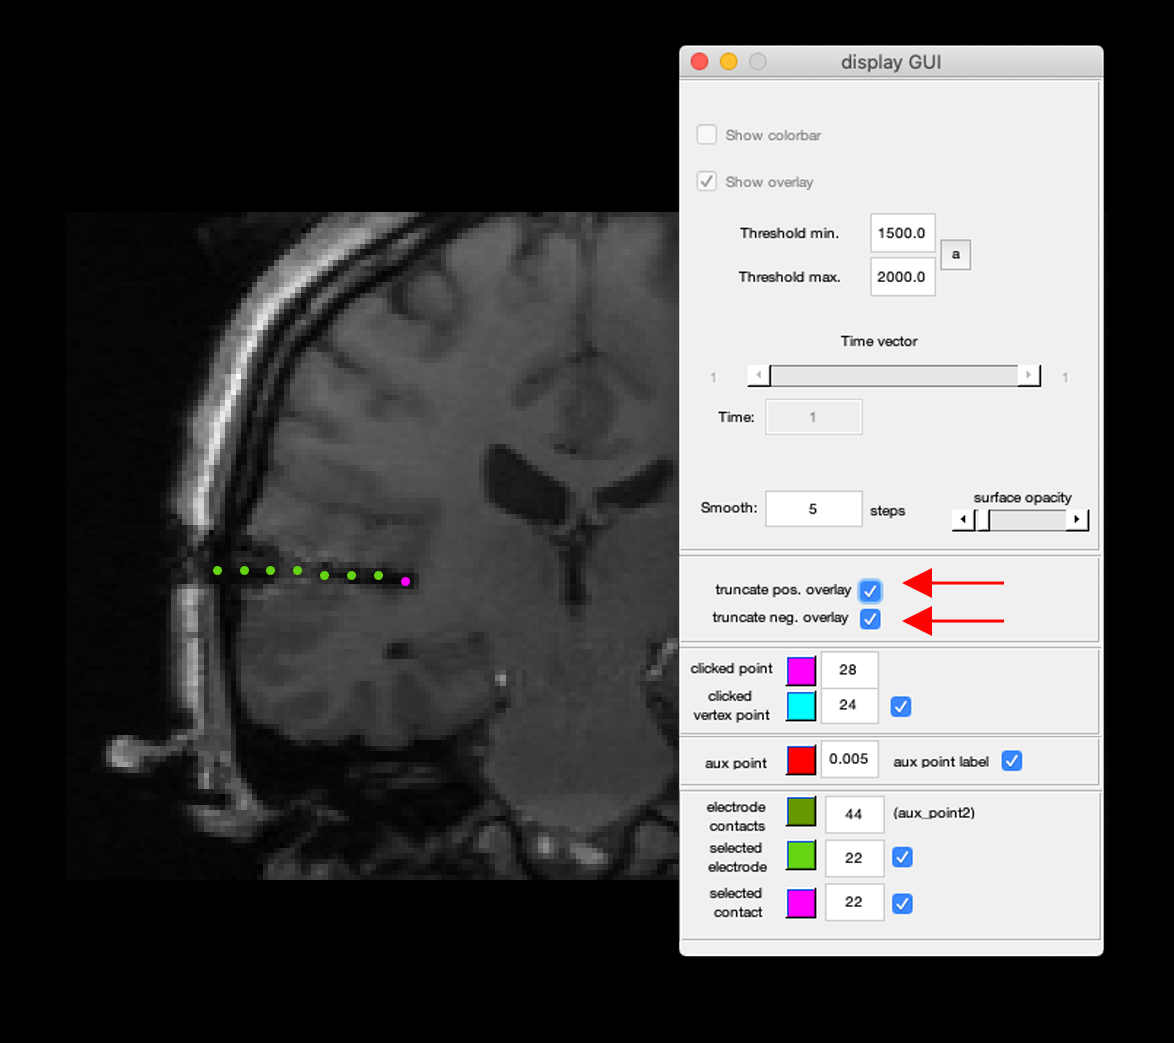 display GUI
Show colorbar
Show overlay
Threshold min. 1500.0
a
Threshold max. 2000.0
Time vector
1 1
Time: 1
surface opacity
Smooth: 5 steps
truncate pos. overlay
truncate neg. overlay
clicked point 28
clicked
vertex point 24
aux point 0.005 aux point label
electrode
contacts 44 (aux_point2)
selected
electrode 22
selected
contact 22